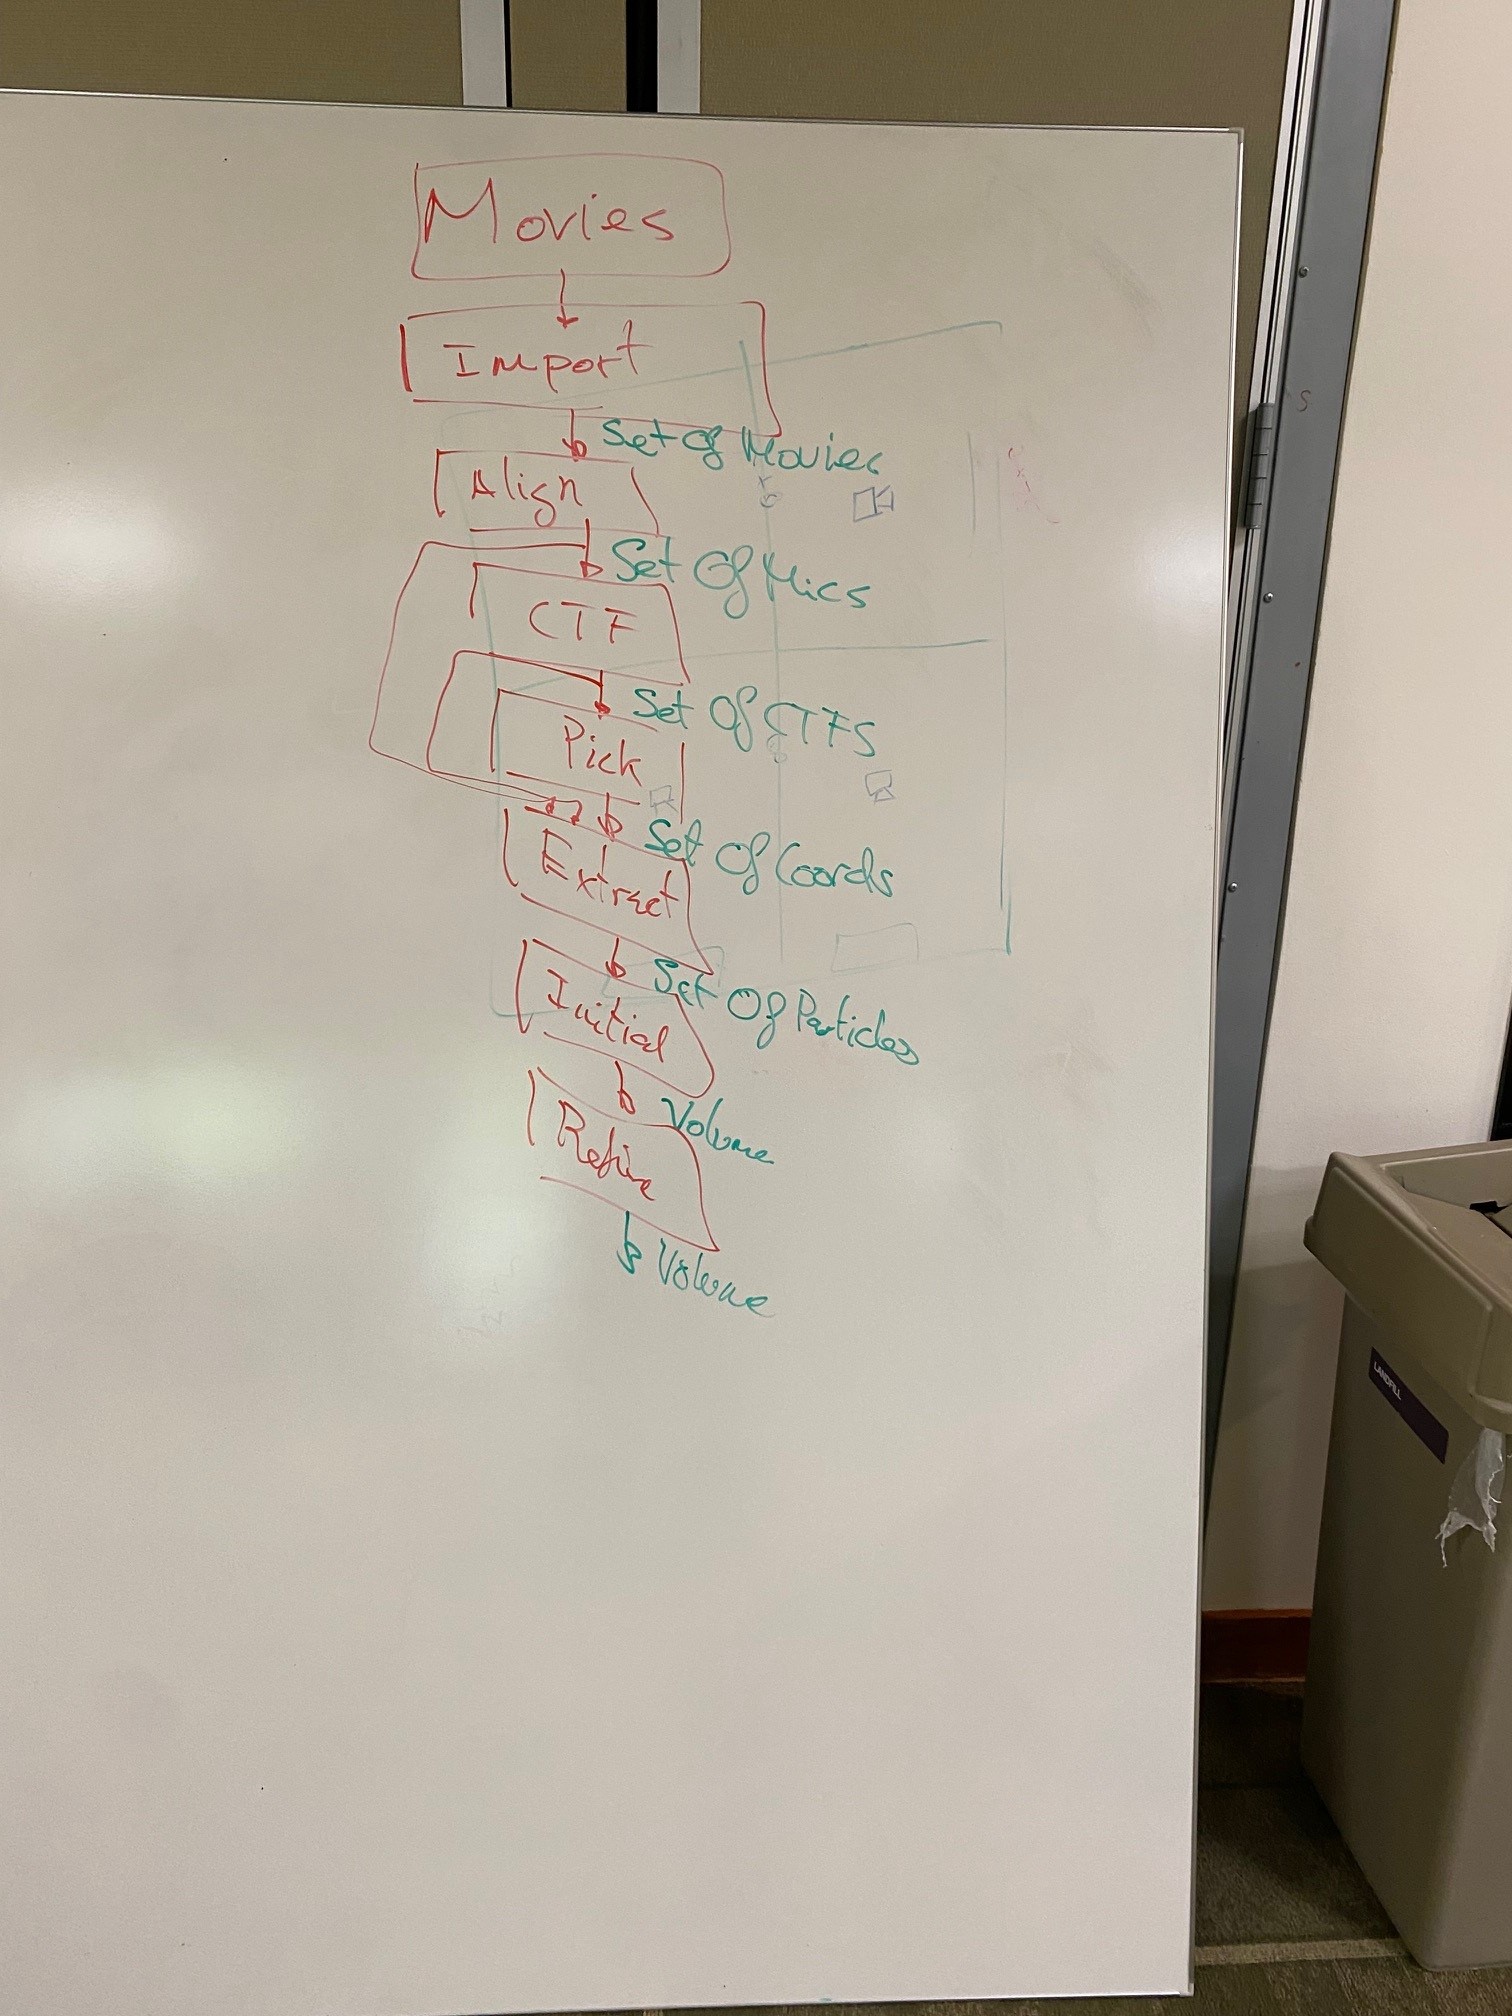 Movies
Import
Set Of Movies
Align
Set Of Mics
CTF
Set Of CTFS
Pick
Set Of Coords
Extract
Set Of Particles
Initial
Volume
Refine
Volume
LANDFILL